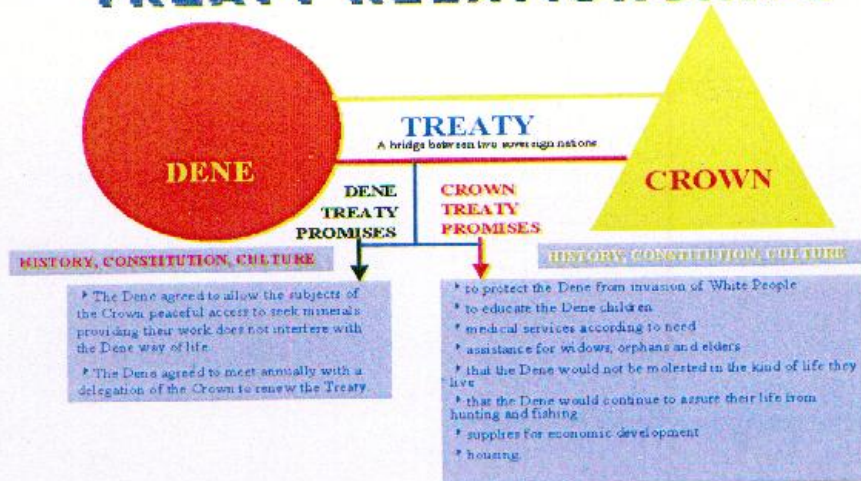 TREATY
A bridge between two sovereign nations
DENE
CROWN
DENE
TREATY
PROMISES
CROWN
TREATY
PROMISES
HISTORY, CONSTITUTION, CULTURE
HISTORY, CONSTITUTION, CULTURE
‣ The Dene agreed to allow the subjects of
the Crown peaceful access to seek minerals
providing their work does not interfere with
the Dene way of life.
‣ The Dene agreed to meet annually with a
delegation of the Crown to renew the Treaty.
‣ to protect the Dene from invasion of White People
‣ to educate the Dene children
‣ medical services according to need
‣ assistance for widows, orphans and elders
‣ that the Dene would not be molested in the kind of life they
live
‣ that the Dene would continue to assure their life from
hunting and fishing
‣ supplies for economic development
‣ housing.